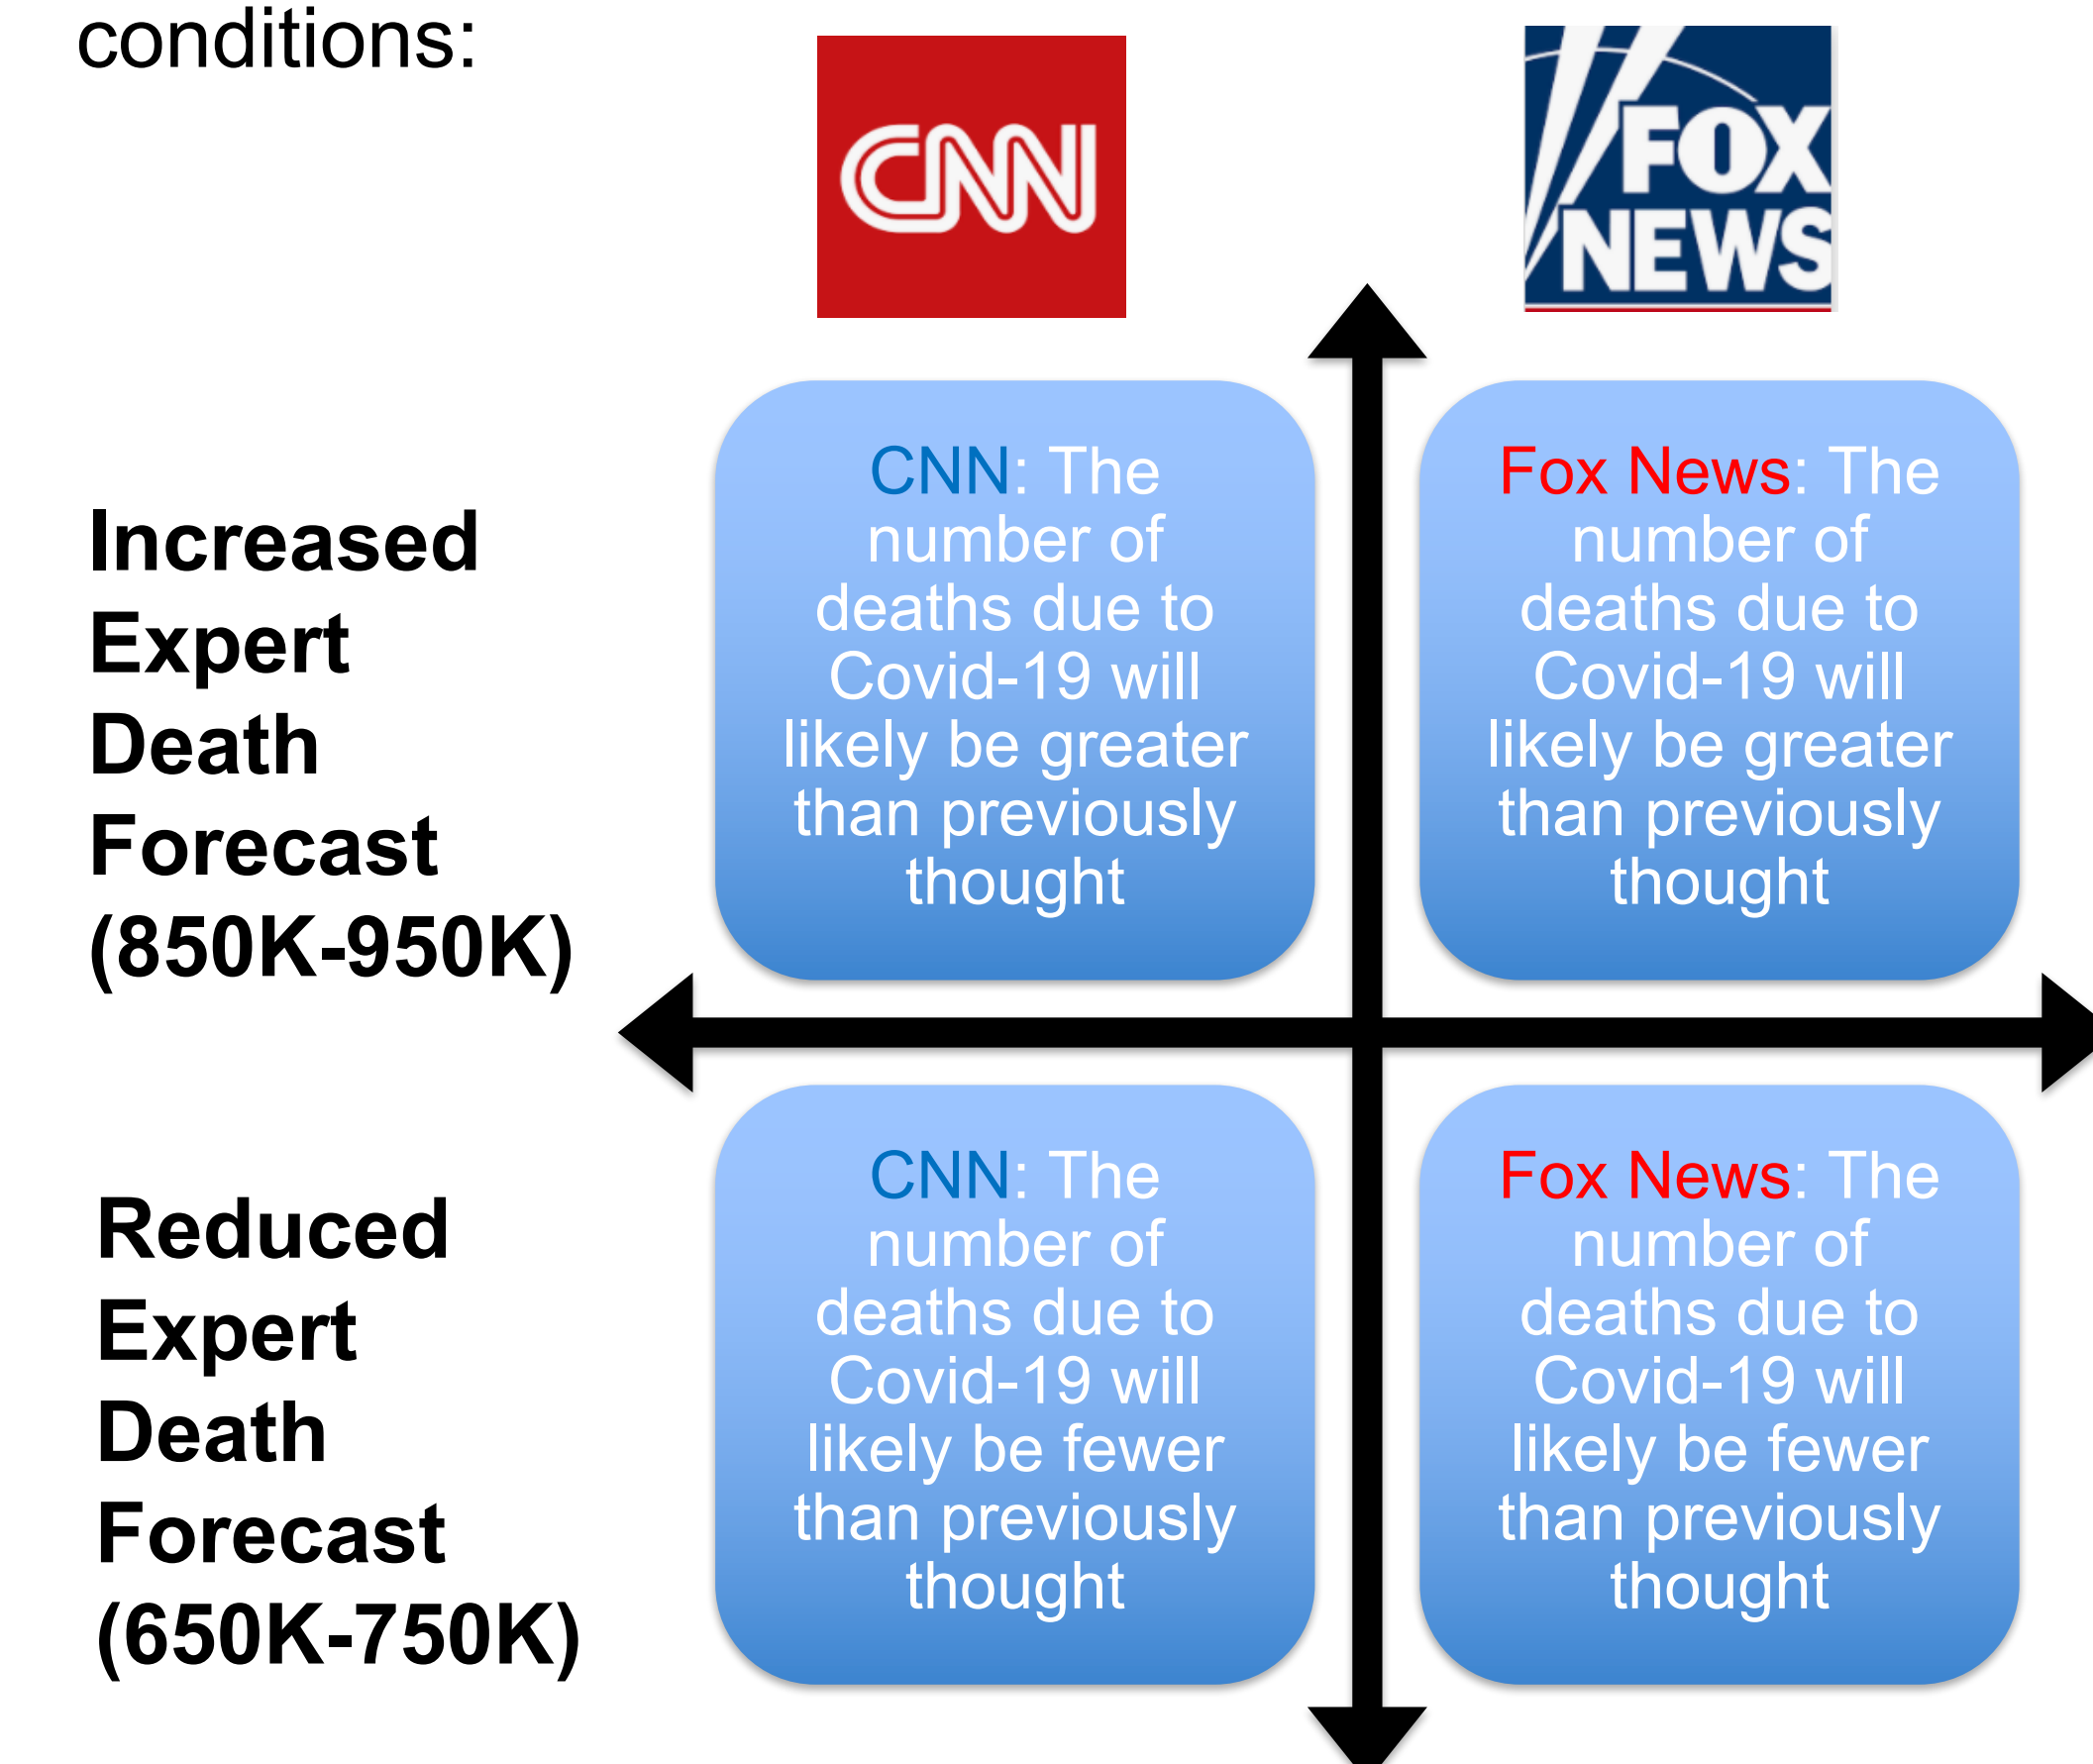 conditions:
CNN
FOX
NEWS
Increased
Expert
Death
Forecast
(850K-950K)
CNN: The
number of
deaths due to
Covid-19 will
likely be greater
than previously
thought
Fox News: The
number of
deaths due to
Covid-19 will
likely be greater
than previously
thought
Reduced
Expert
Death
Forecast
(650K-750K)
CNN: The
number of
deaths due to
Covid-19 will
likely be fewer
than previously
thought
Fox News: The
number of
deaths due to
Covid-19 will
likely be fewer
than previously
thought